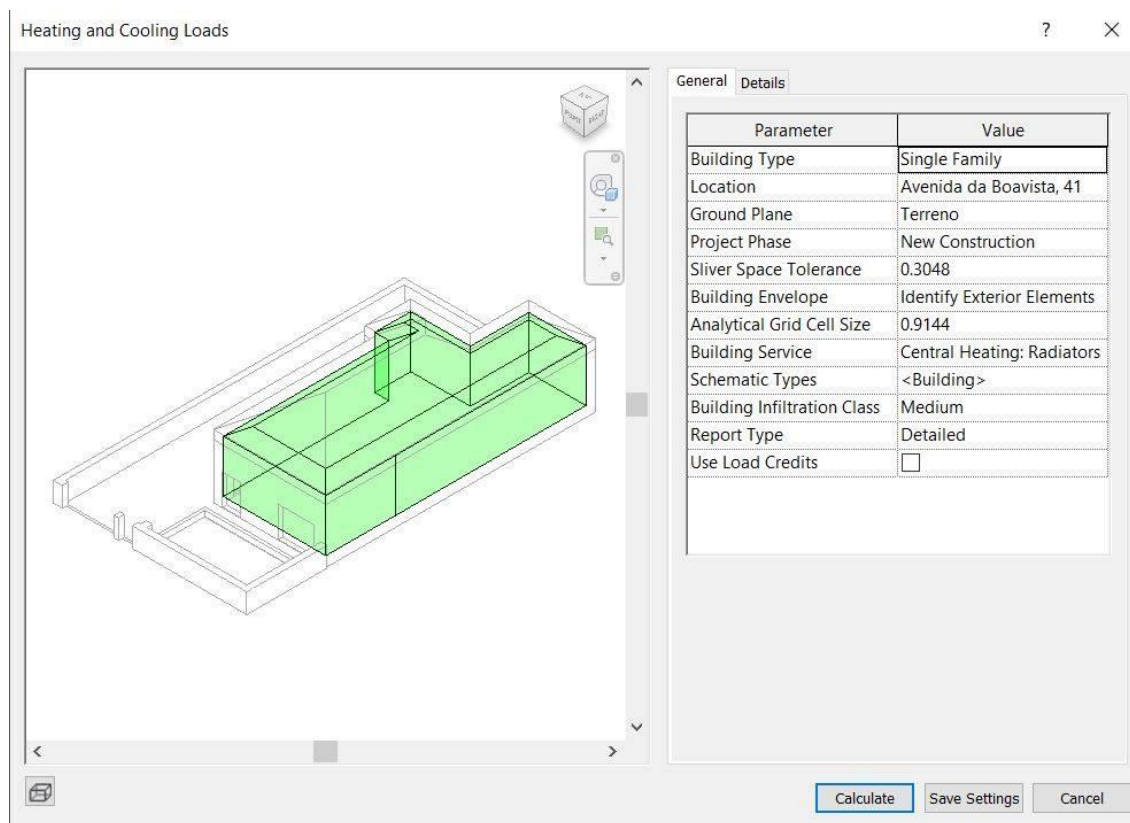 Heating and Cooling Loads
?
General Details
Parameter Value
Building Type Single Family
Location Avenida da Boavista, 41
Ground Plane Terreno
Project Phase New Construction
Sliver Space Tolerance 0.3048
Building Envelope Identify Exterior Elements
Analytical Grid Cell Size 0.9144
Building Service Central Heating: Radiators
Schematic Types <Building>
Building Infiltration Class Medium
Report Type Detailed
Use Load Credits
Calculate Save Settings Cancel